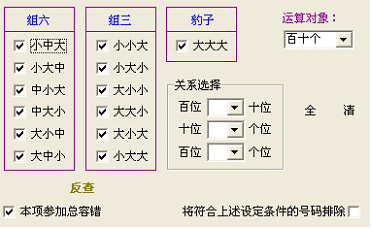 组六 组三 豹子 运算对象：
小中大 小小大 大大大 百十个
小大中 小大小
中小大 大小小 关系选择
中大小 大大小 百位 十位 全 清
大小中 大小大 十位 个位
大中小 小大大 百位 个位
反查
本项参加总容错 将符合上述设定条件的号码排除